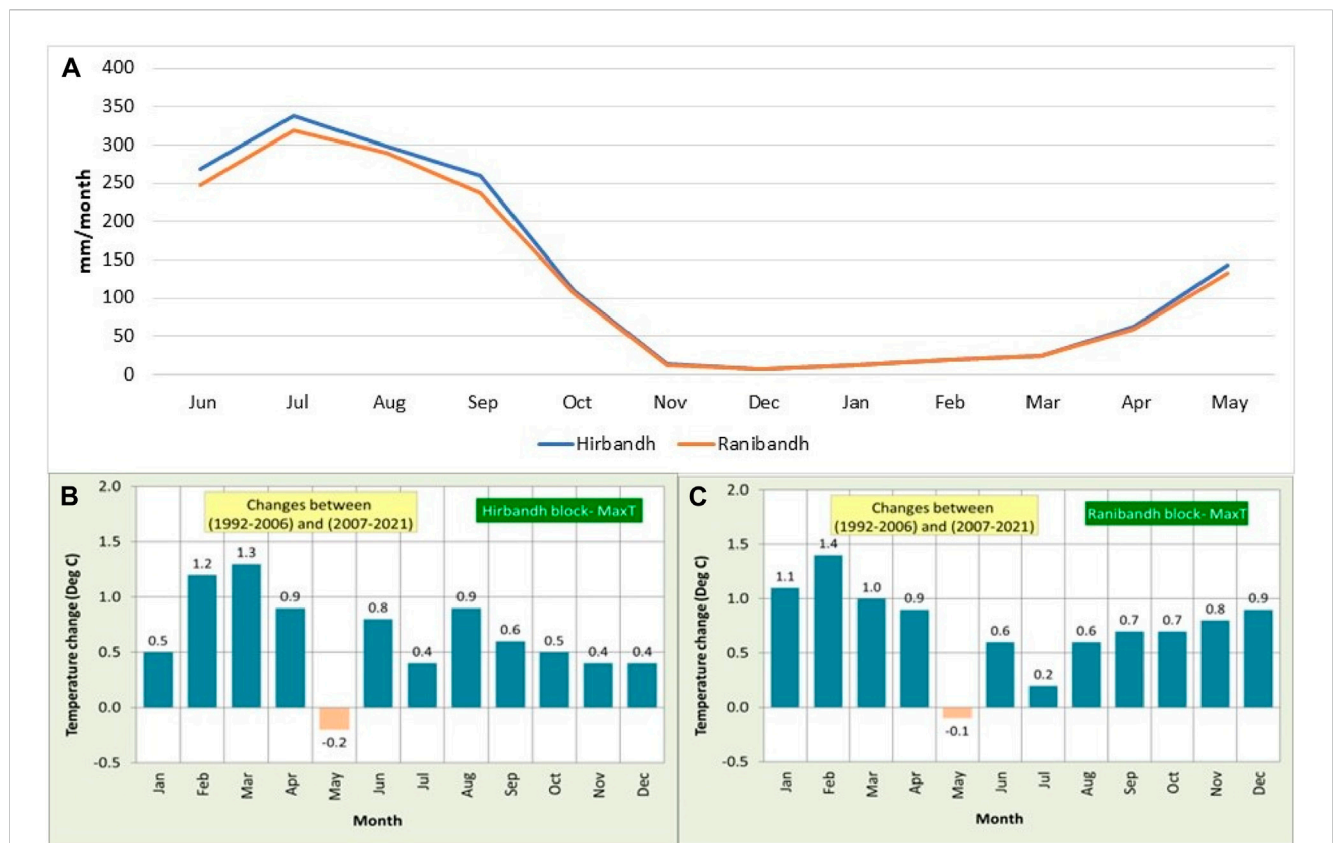 A
400
350
300
250
200
150
100
50
0
mm/month
Jun Jul Aug Sep Oct Nov Dec Jan Feb Mar Apr May
Hirbandh Ranibandh
B
Changes between
(1992-2006) and (2007-2021)
Hirbandh block- MaxT
2.0
1.5
1.0
0.5
0.0
-0.5
Temperature change (Deg C)
0.5 1.2 1.3 0.9 -0.2 0.8 0.4 0.9 0.6 0.5 0.4 0.4
Jan Feb Mar Apr May Jun Jul Aug Sep Oct Nov Dec
Month
C
Changes between
(1992-2006) and (2007-2021)
Ranibandh block- MaxT
2.0
1.5
1.0
0.5
0.0
-0.5
Temperature change (Deg C)
1.1 1.4 1.0 0.9 -0.1 0.6 0.2 0.6 0.7 0.7 0.8 0.9
Jan Feb Mar Apr Mep Jun Jul Aug Sep Oct Nov Dec
Month